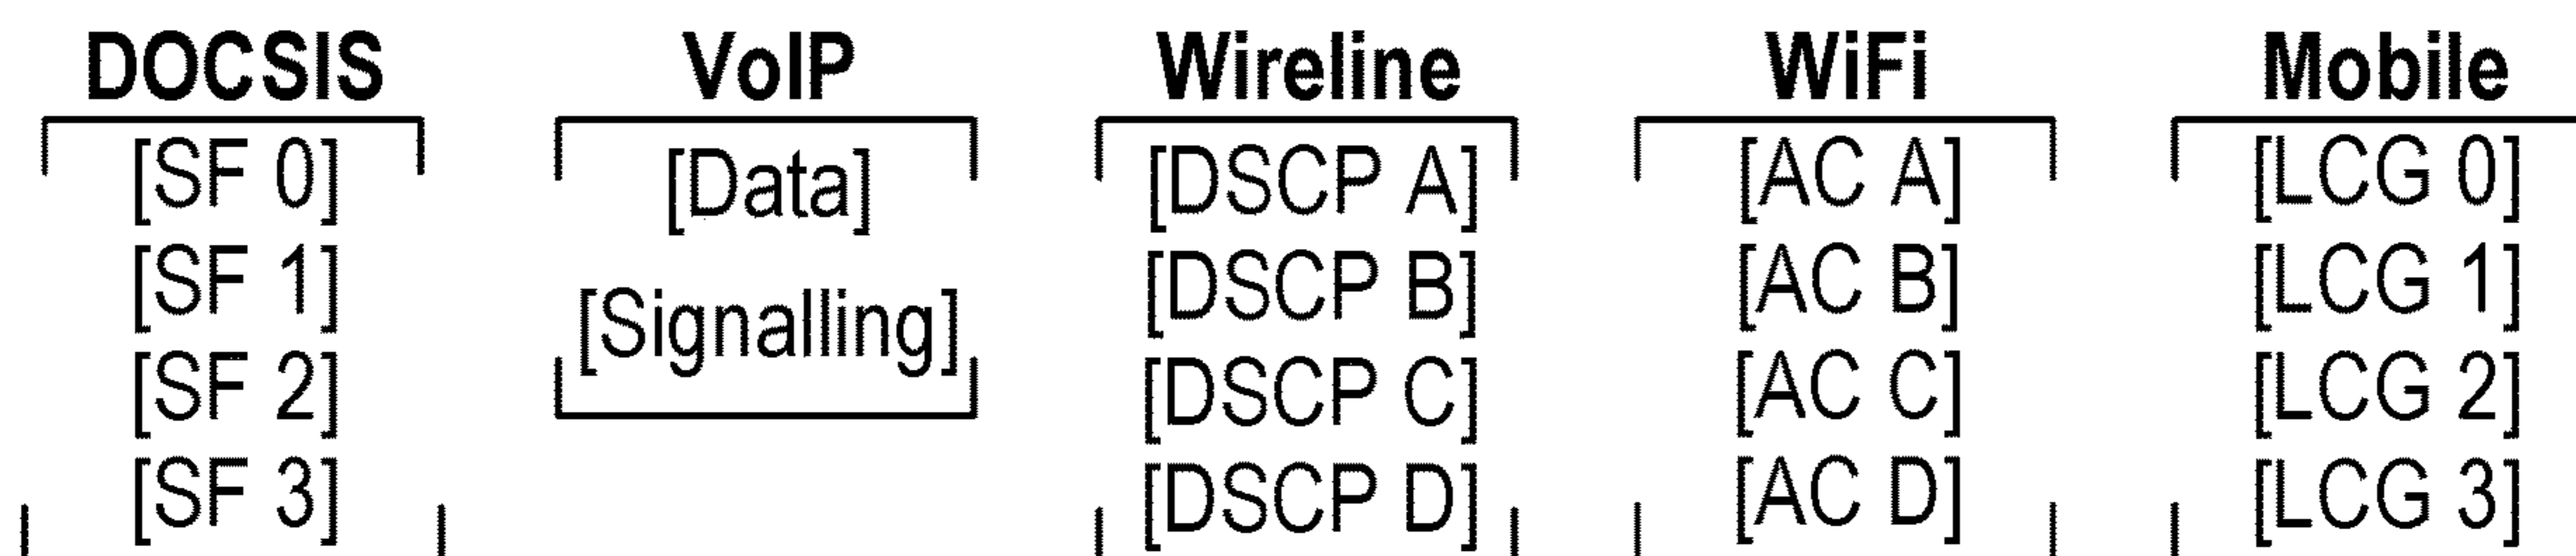 DOCSIS VoIP Wireline WiFi Mobile
[SF 0] [Data] [DSCP A] [AC A] [LCG 0]
[SF 1] [Signalling] [DSCP B] [AC B] [LCG 1]
[SF 2] [DSCP C] [AC C] [LCG 2]
[SF 3] [DSCP D] [AC D] [LCG 3]